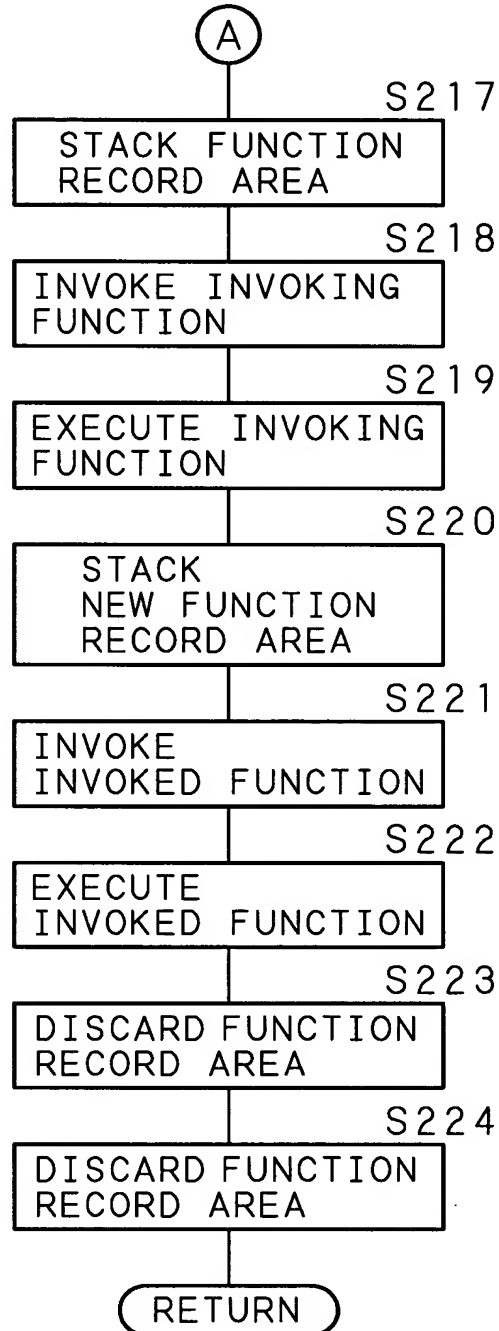 A
S217
STACK FUNCTION
RECORD AREA
S218
INVOKE INVOKING
FUNCTION
S219
EXECUTE INVOKING
FUNCTION
S220
STACK
NEW FUNCTION
RECORD AREA
S221
INVOKE
INVOKED FUNCTION
S222
EXECUTE
INVOKED FUNCTION
S223
DISCARD FUNCTION
RECORD AREA
S224
DISCARD FUNCTION
RECORD AREA
RETURN